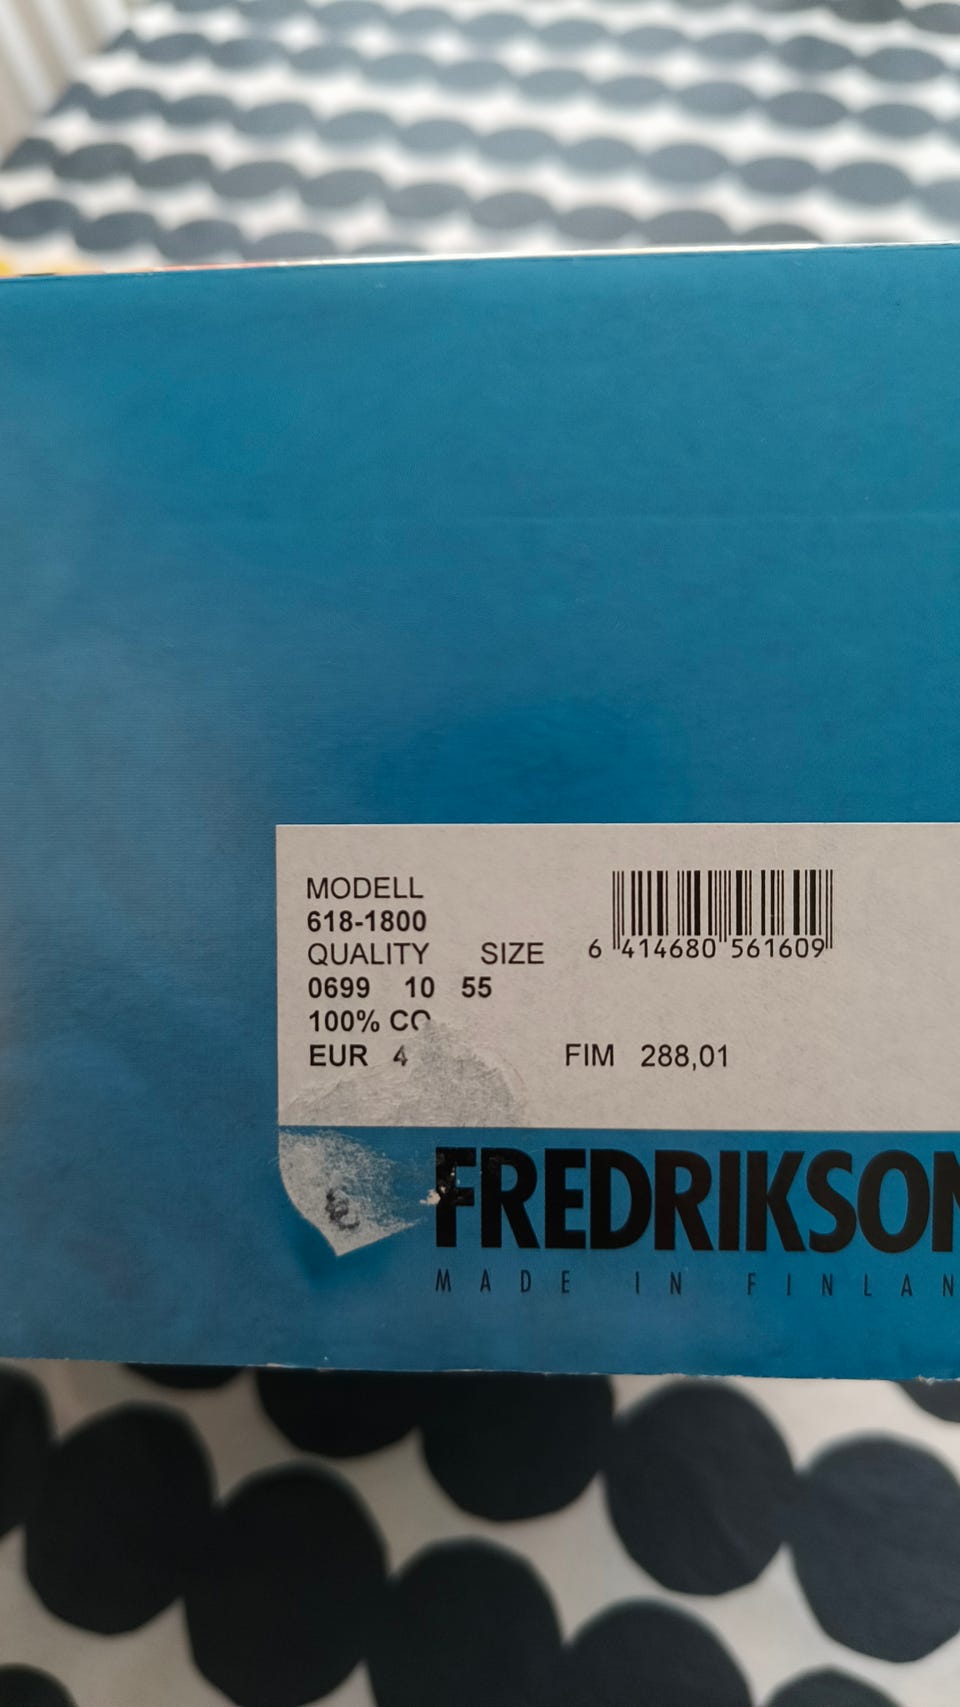 MODELL
618-1800
QUALITY SIZE
0699 10 55
100% CO
EUR 4
FIM 288,01
6 414680 561609
FREDRIKSON
MADE IN FINLAN